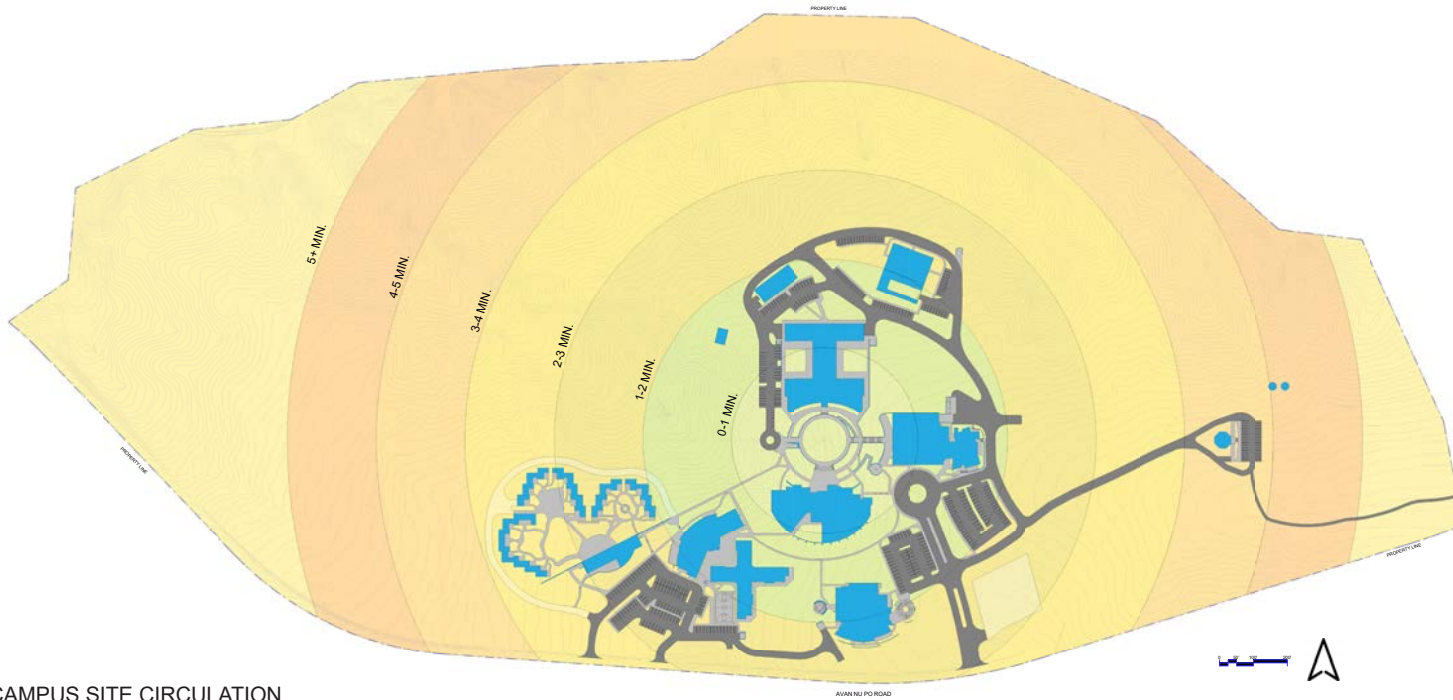 PROPERTY LINE
5+ MIN.
4-5 MIN.
3-4 MIN.
2-3 MIN.
1-2 MIN.
0-1 MIN.
PROPERTY LINE
PROPERTY LINE
CAMPUS SITE CIRCULATION
AVAN NU PO ROAD